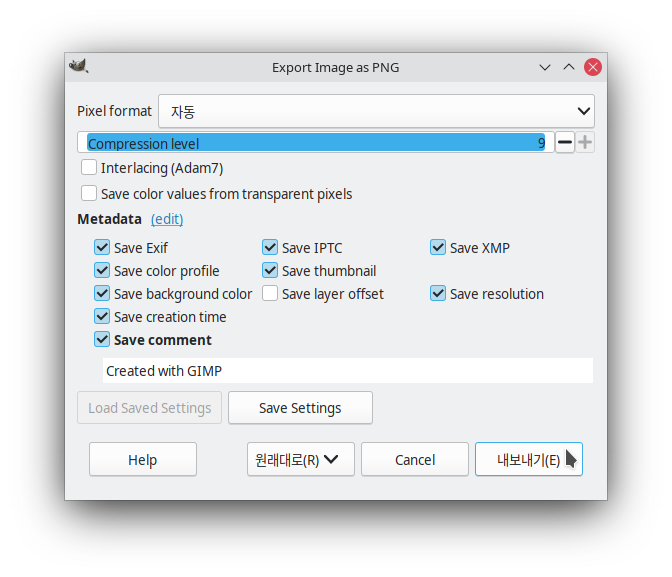 Export Image as PNG
Pixel format 자동
Compression level 9
Interlacing (Adam7)
Save color values from transparent pixels
Metadata (edit)
Save Exif Save IPTC Save XMP
Save color profile Save thumbnail
Save background color Save layer offset Save resolution
Save creation time
Save comment
Created with GIMP
Load Saved Settings Save Settings
Help 원래대로(R) Cancel 내보내기(E)